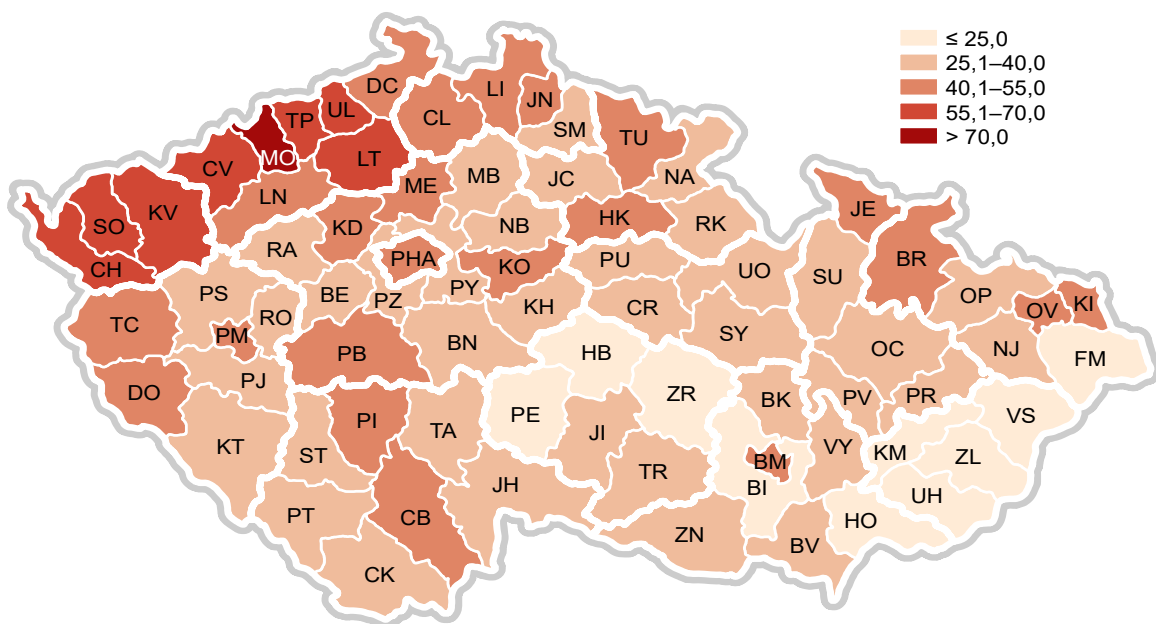 ≤ 25,0
25,1–40,0
40,1–55,0
55,1–70,0
> 70,0
DC
LI
JN
TP
UL
CL
SM
TU
MO
LT
CV
MB
JC
NA
LN
ME
SO
KV
KD
NB
HK
RK
JE
RA
PHA
CH
KO
PU
UO
SU
BR
PS
BE
PZ
PY
OP
TC
RO
KH
CR
OV
KI
PM
PB
BN
SY
HB
OC
NJ
FM
DO
PJ
ZR
BK
PV
PR
PE
VS
KT
PI
TA
JI
ST
VY
KM
ZL
BM
TR
JH
BI
UH
PT
CB
HO
ZN
BV
CK